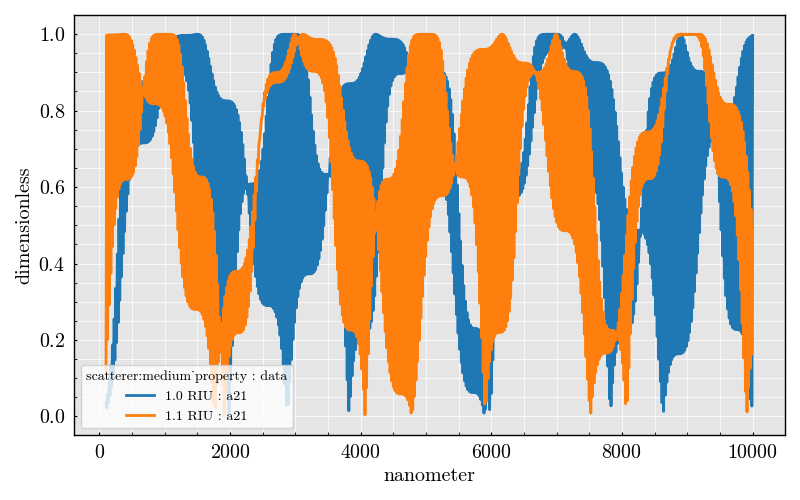 1.0
0.8
0.6
0.4
0.2
0.0
dimensionless
scatterer:medium˙property : data
1.0 RIU : a21
1.1 RIU : a21
0 2000 4000 6000 8000 10000
nanometer